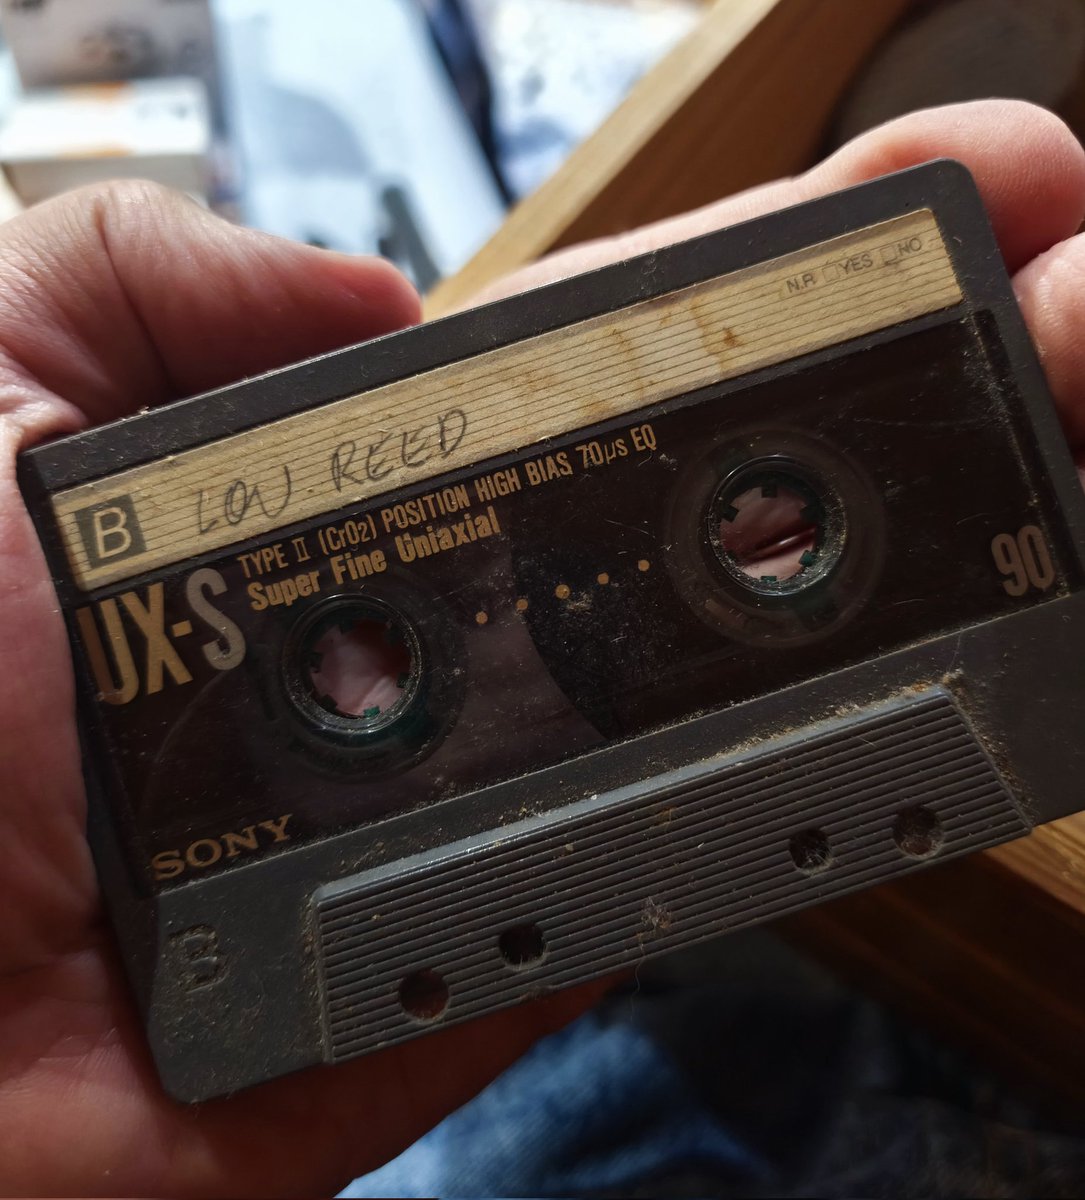 N.R □YES □NO
B LOU REED
TYPE II (CrO2) POSITION HIGH BIAS 70µs EQ
UX-S Super Fine Uniaxial
90
SONY
B